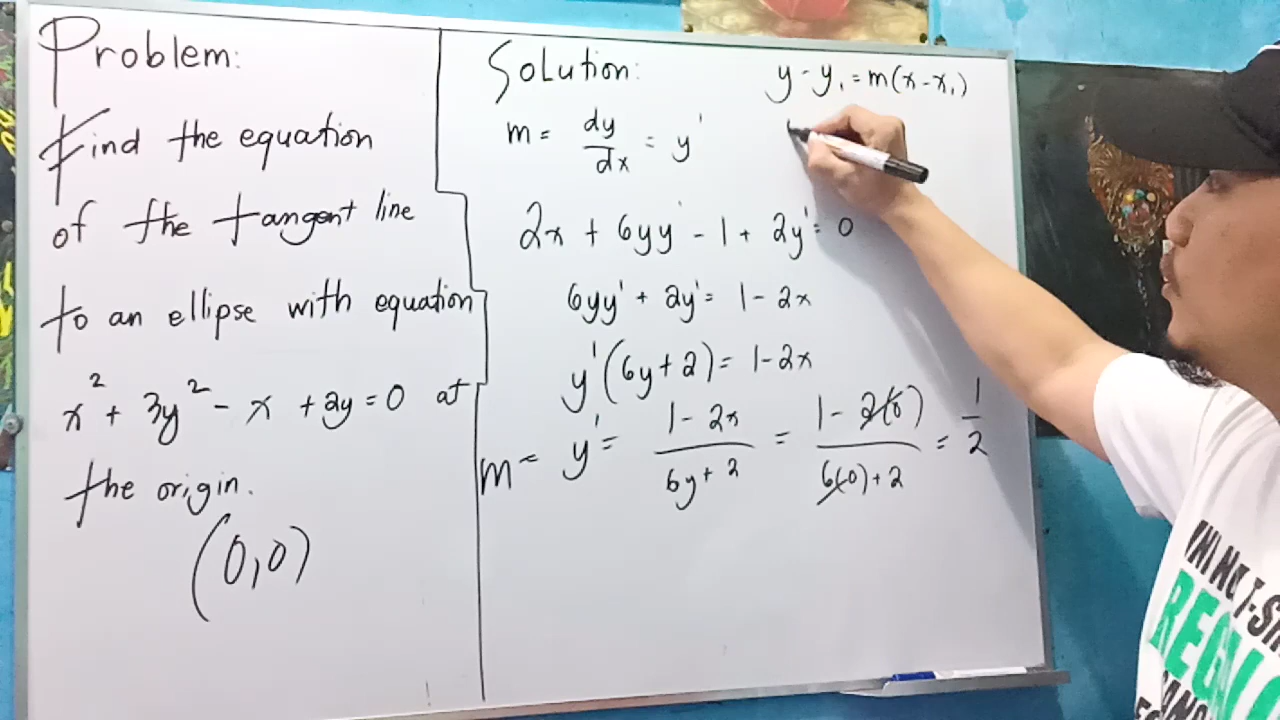 Problem:
Find the equation
of the tangent line
to an ellipse with equation
x² + 3y² - x + 2y = 0 at
the origin.
(0,0)
Solution:
y - y₁ = m(x - x₁)
m = dy/dx = y'
2x + 6yy' - 1 + 2y' = 0
6yy' + 2y' = 1 - 2x
y'(6y + 2) = 1 - 2x
m = y' = (1 - 2x)/(6y + 2) = (1 - 2(0))/(6(0) + 2) = 1/2